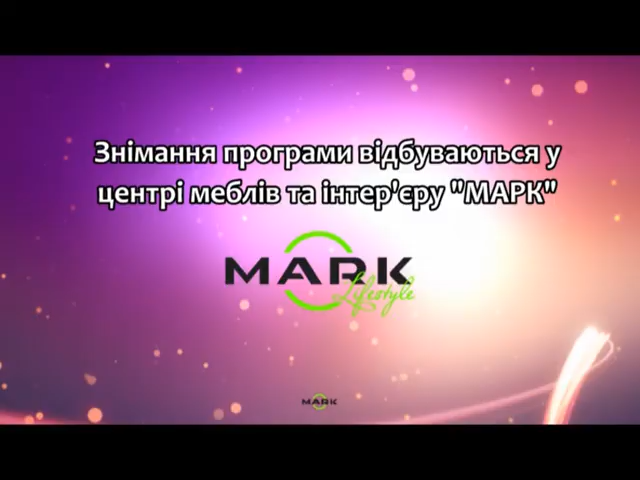 Знімання програми відбуваються у
центрі меблів та інтер'єру "МАРК"
MARK
Lifestyle
MARK